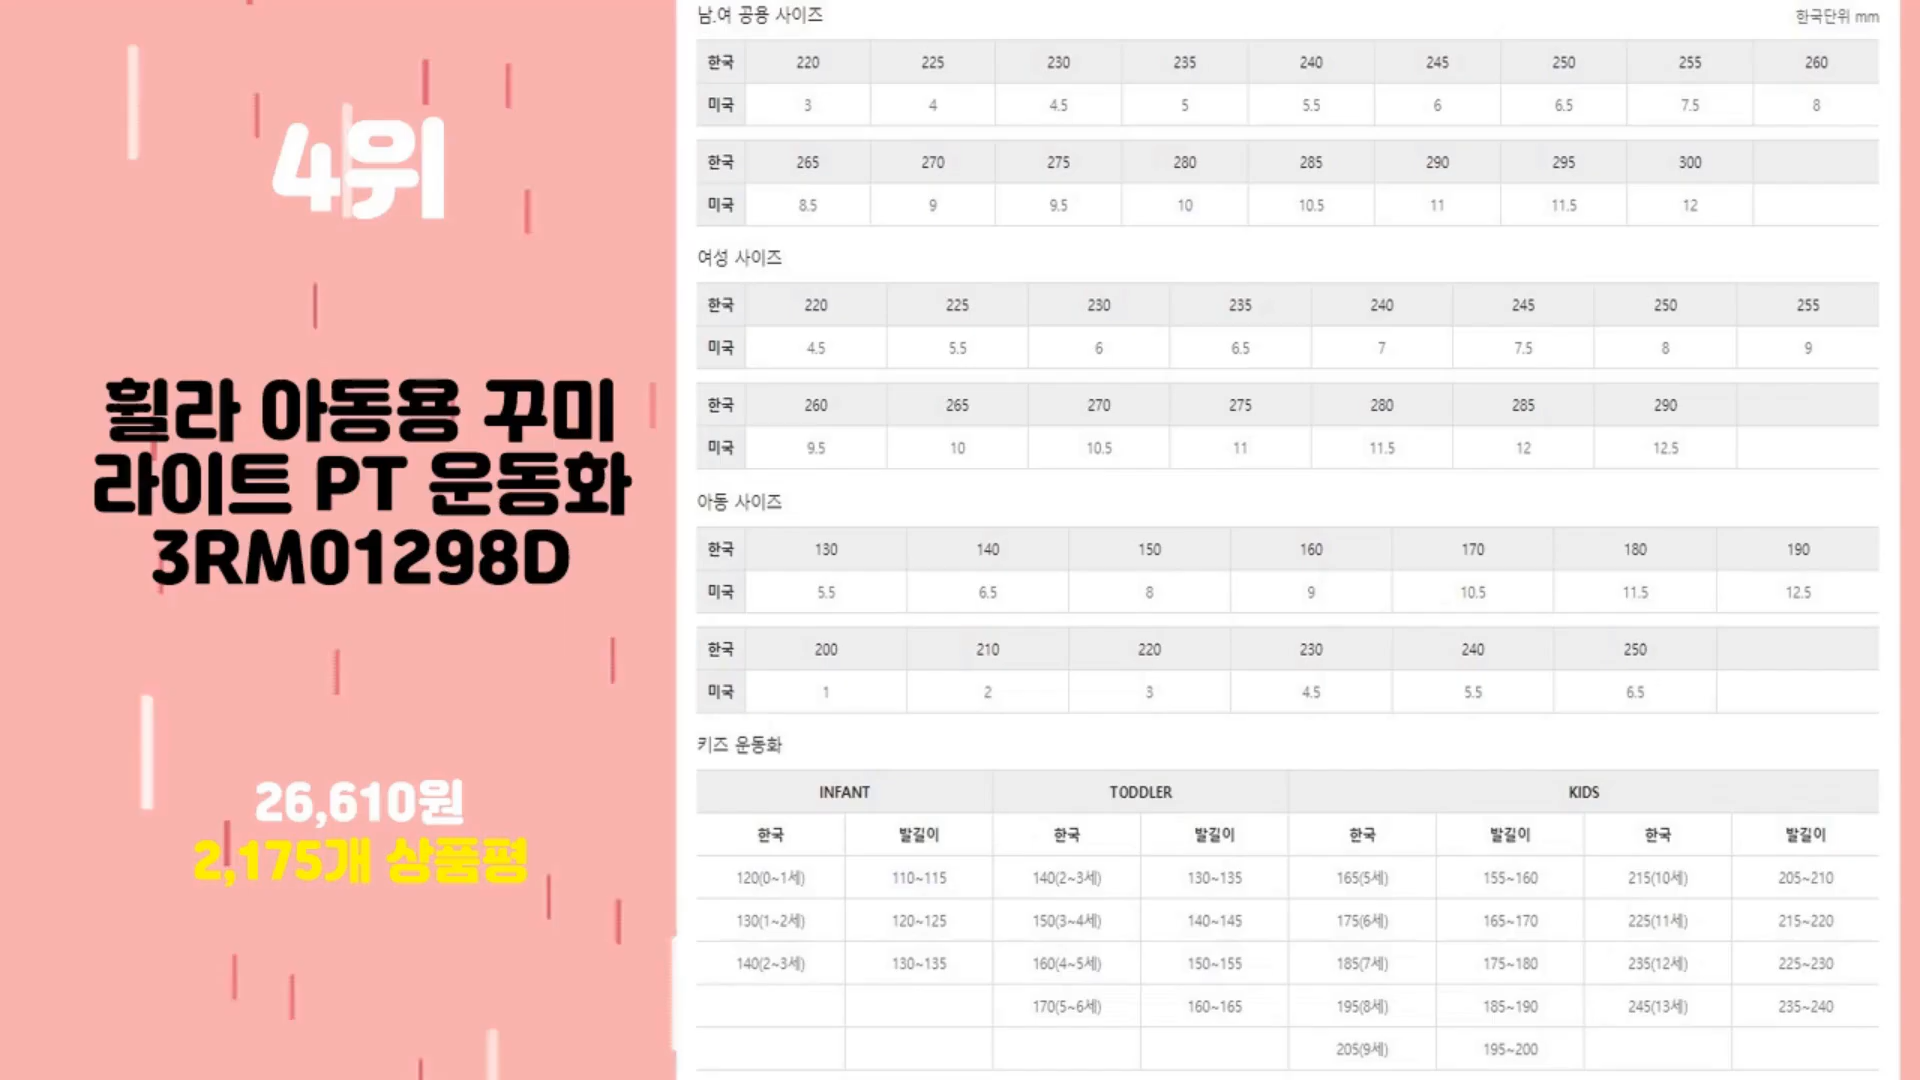 4위
휠라 아동용 꾸미
라이트 PT 운동화
3RM01298D
26,610원
2,175개 상품평
남.여 공용 사이즈
한국단위 mm
한국 220 225 230 235 240 245 250 255 260
미국 3 4 4.5 5 5.5 6 6.5 7.5 8
한국 265 270 275 280 285 290 295 300
미국 8.5 9 9.5 10 10.5 11 11.5 12
여성 사이즈
한국 220 225 230 235 240 245 250 255
미국 4.5 5.5 6 6.5 7 7.5 8 9
한국 260 265 270 275 280 285 290
미국 9.5 10 10.5 11 11.5 12 12.5
아동 사이즈
한국 130 140 150 160 170 180 190
미국 5.5 6.5 8 9 10.5 11.5 12.5
한국 200 210 220 230 240 250
미국 1 2 3 4.5 5.5 6.5
키즈 운동화
INFANT TODDLER KIDS
한국 발길이 한국 발길이 한국 발길이 한국 발길이
120(0~1세) 110~115 140(2~3세) 130~135 165(5세) 155~160 215(10세) 205~210
130(1~2세) 120~125 150(3~4세) 140~145 175(6세) 165~170 225(11세) 215~220
140(2~3세) 130~135 160(4~5세) 150~155 185(7세) 175~180 235(12세) 225~230
170(5~6세) 160~165 195(8세) 185~190 245(13세) 235~240
205(9세) 195~200